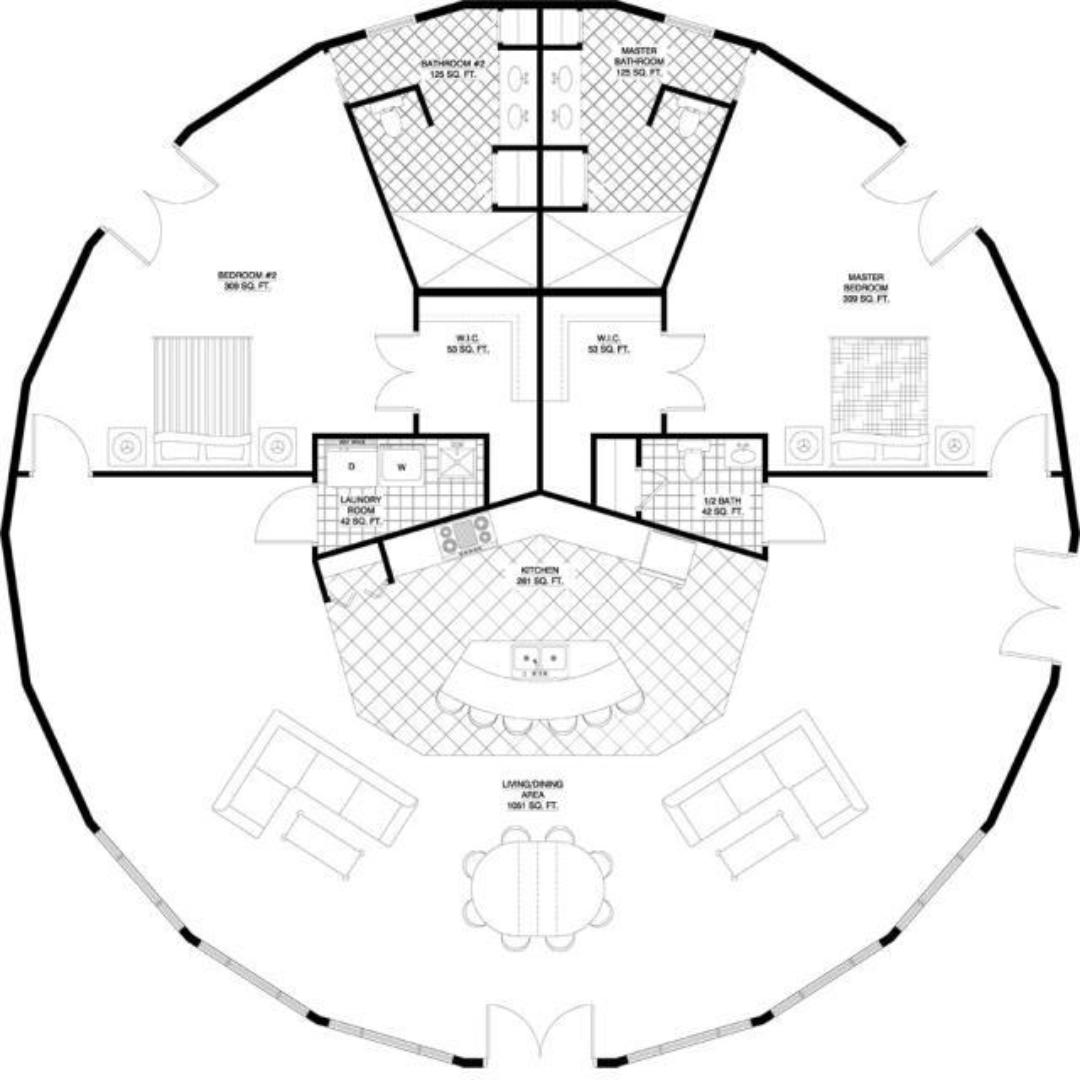 BATHROOM #2
125 SQ. FT.
MASTER
BATHROOM
125 SQ. FT.
BEDROOM #2
309 SQ. FT.
MASTER
BEDROOM
309 SQ. FT.
W.I.C.
53 SQ. FT.
W.I.C.
53 SQ. FT.
D
W
LAUNDRY
ROOM
42 SQ. FT.
1/2 BATH
42 SQ. FT.
KITCHEN
261 SQ. FT.
LIVING/DINING
AREA
1051 SQ. FT.